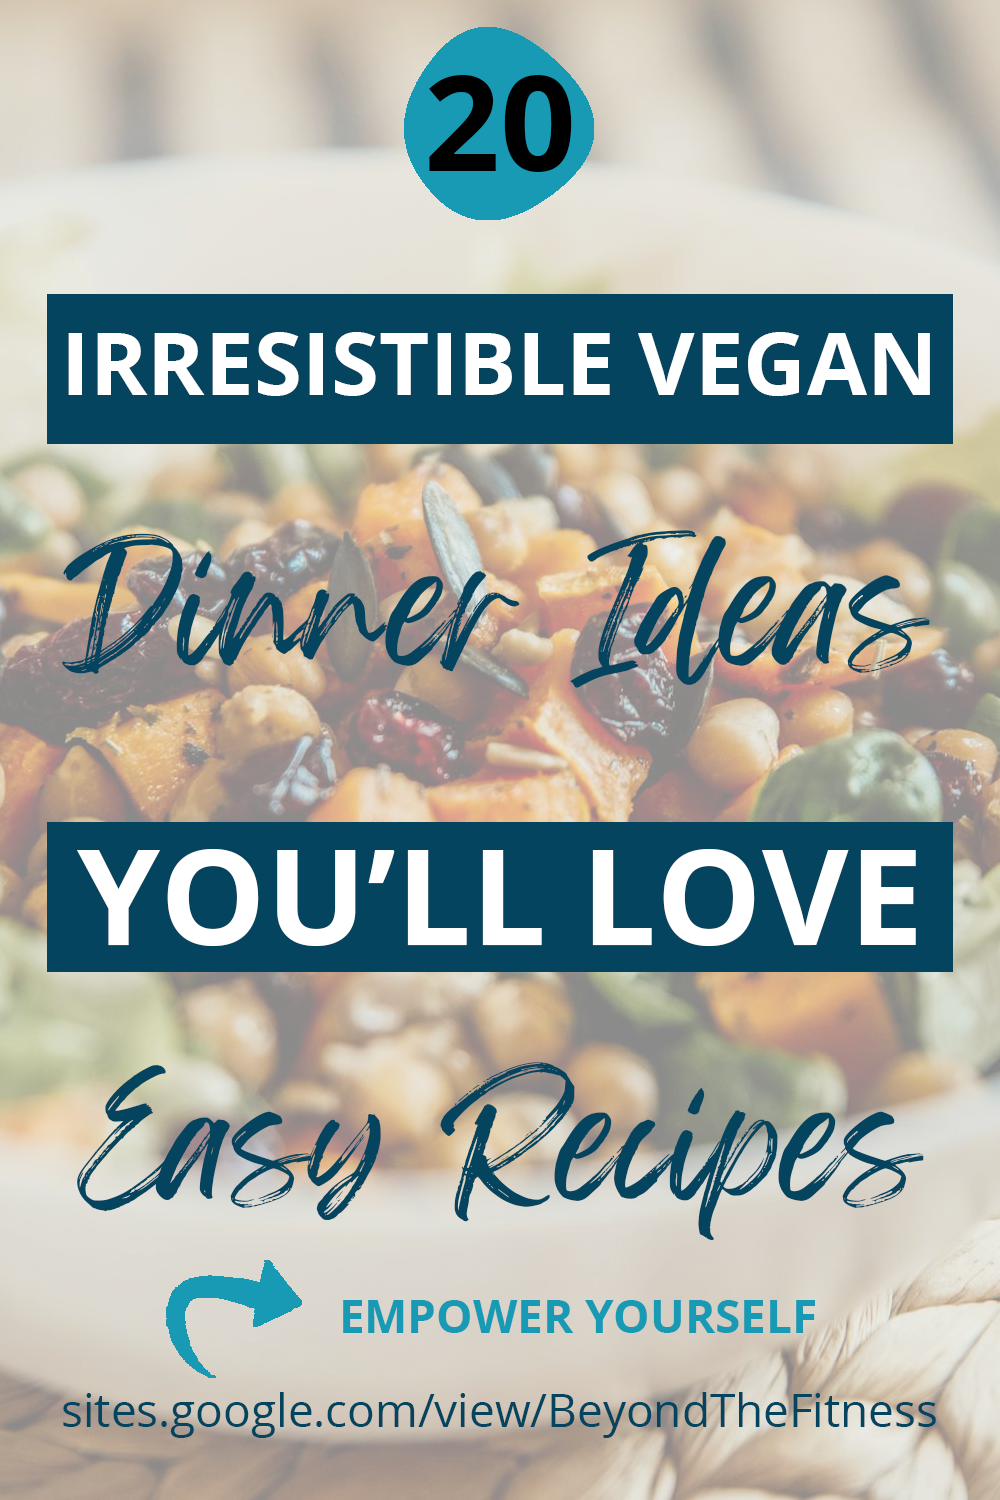 20
IRRESISTIBLE VEGAN
Dinner Ideas
YOU’LL LOVE
Easy Recipes
EMPOWER YOURSELF
sites.google.com/view/BeyondTheFitness